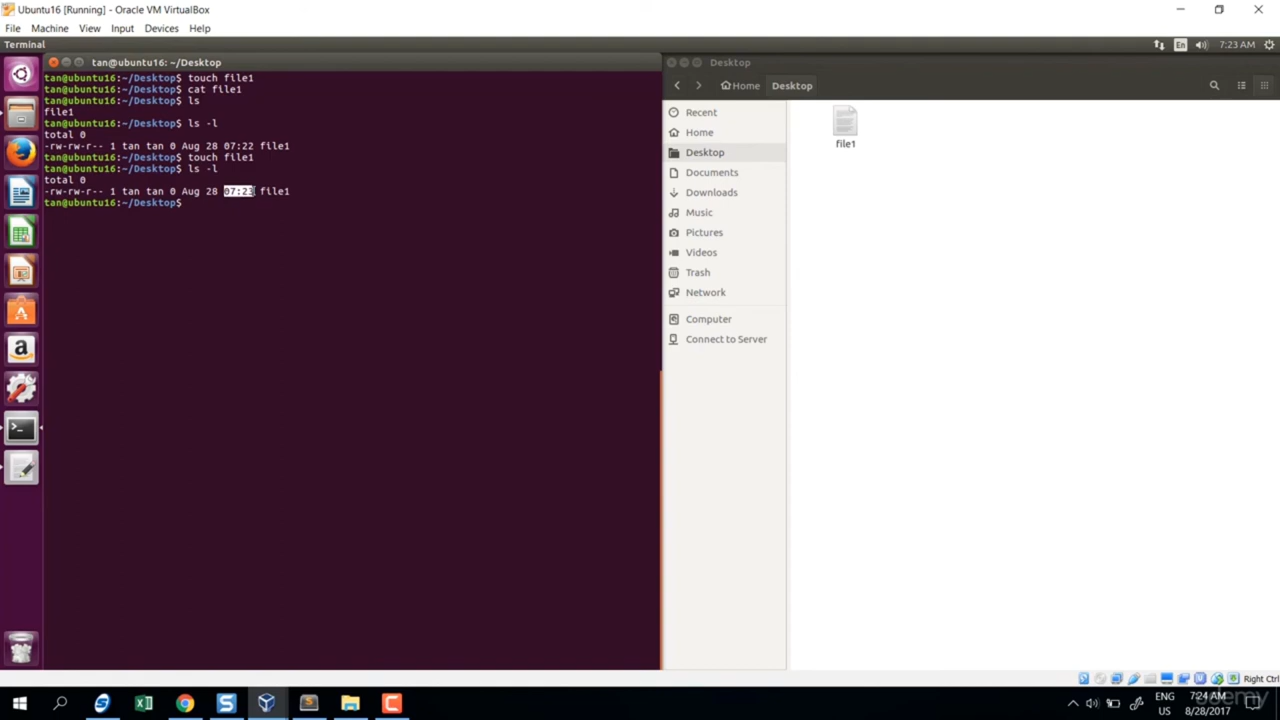 Ubuntu16 [Running] - Oracle VM VirtualBox
File Machine View Input Devices Help
Terminal
En
7:23 AM
tan@ubuntu16: ~/Desktop
tan@ubuntu16:~/Desktop$ touch file1
tan@ubuntu16:~/Desktop$ cat file1
tan@ubuntu16:~/Desktop$ ls
file1
tan@ubuntu16:~/Desktop$ ls -l
total 0
-rw-rw-r-- 1 tan tan 0 Aug 28 07:22 file1
tan@ubuntu16:~/Desktop$ touch file1
tan@ubuntu16:~/Desktop$ ls -l
total 0
-rw-rw-r-- 1 tan tan 0 Aug 28 07:23 file1
tan@ubuntu16:~/Desktop$
Desktop
Home Desktop
Recent
Home
Desktop
Documents
Downloads
Music
Pictures
Videos
Trash
Network
Computer
Connect to Server
file1
Right Ctrl
ENG
US
7:24 AM
8/28/2017
udemy